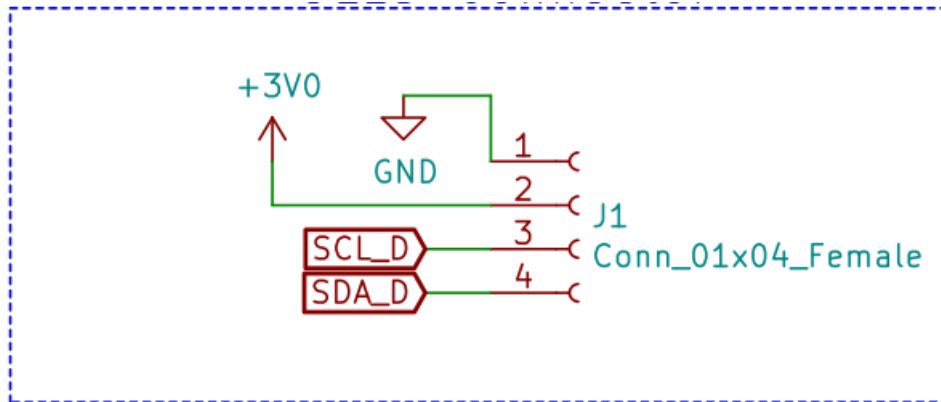 +3V0
GND
1
2
3
4
SCL_D
SDA_D
J1
Conn_01x04_Female